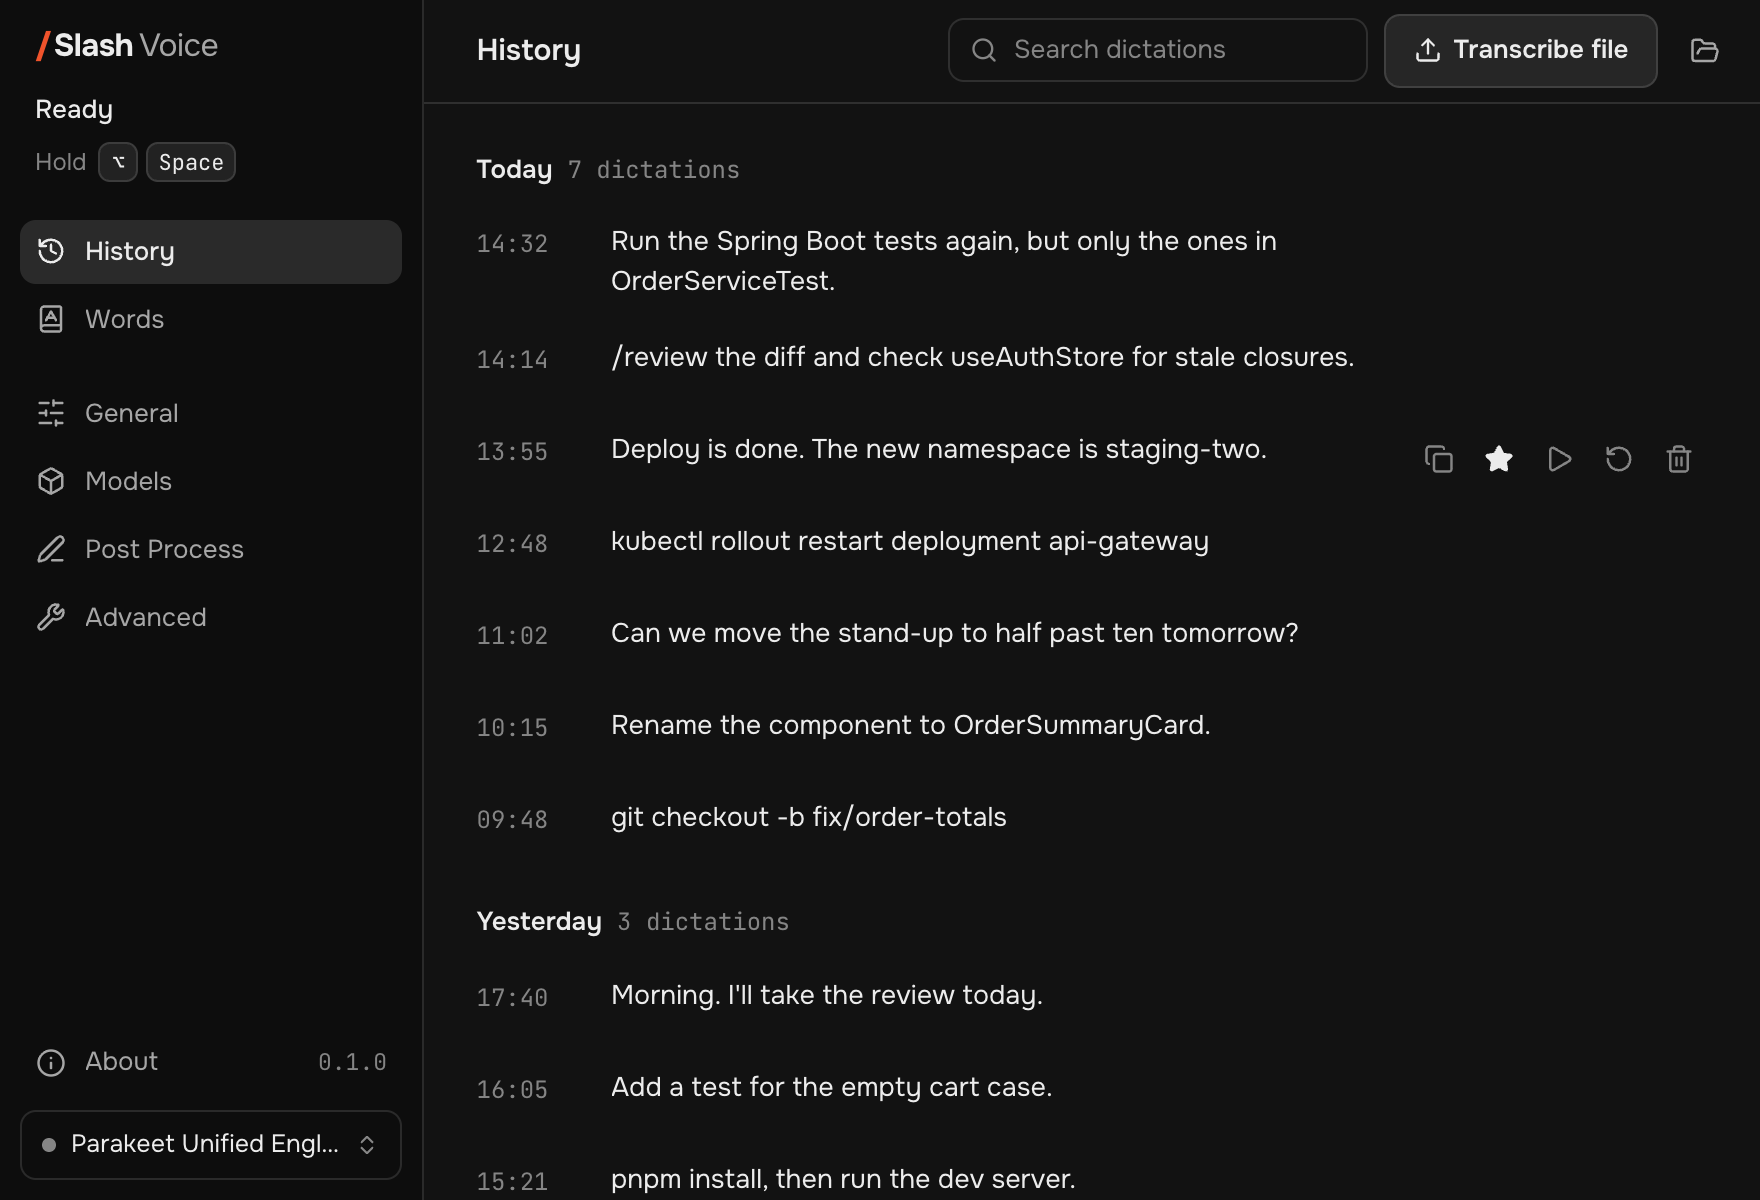 /Slash Voice
Ready
Hold ⌥ Space
History
Words
General
Models
Post Process
Advanced
About 0.1.0
Parakeet Unified Engl...
History
Search dictations
Transcribe file
Today 7 dictations
14:32 Run the Spring Boot tests again, but only the ones in
OrderServiceTest.
14:14 /review the diff and check useAuthStore for stale closures.
13:55 Deploy is done. The new namespace is staging-two.
12:48 kubectl rollout restart deployment api-gateway
11:02 Can we move the stand-up to half past ten tomorrow?
10:15 Rename the component to OrderSummaryCard.
09:48 git checkout -b fix/order-totals
Yesterday 3 dictations
17:40 Morning. I'll take the review today.
16:05 Add a test for the empty cart case.
15:21 pnpm install, then run the dev server.